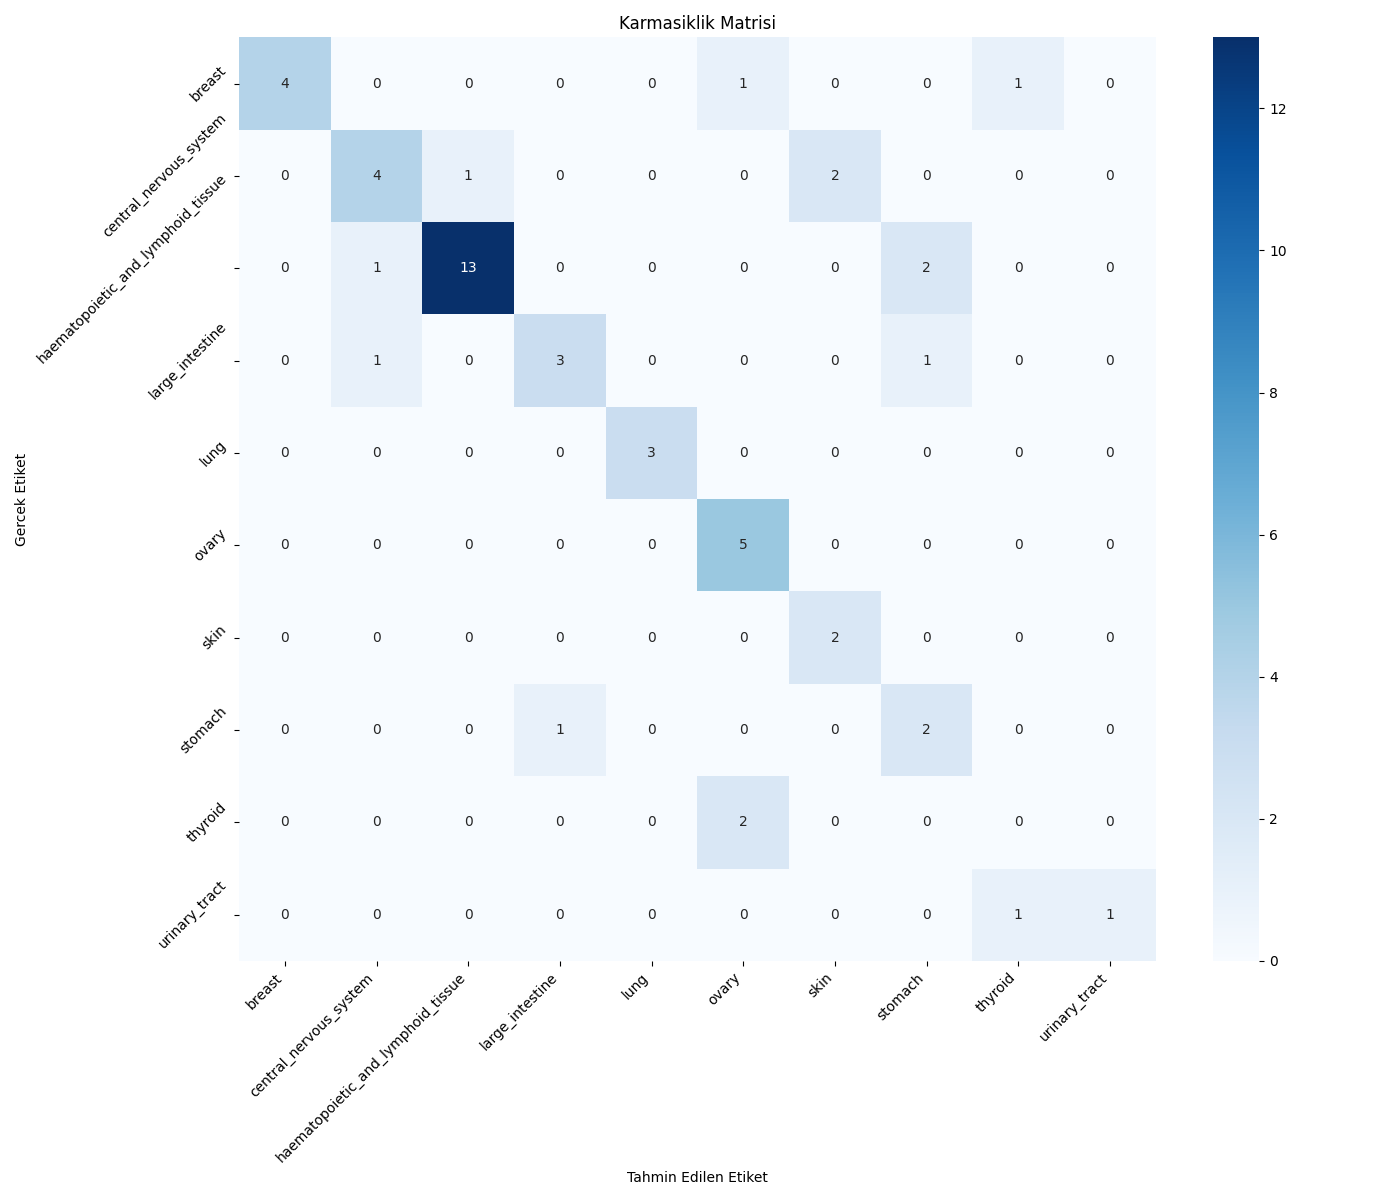 Karmasiklik Matrisi
Gercek Etiket
breast 4 0 0 0 0 1 0 0 1 0
central_nervous_system 0 4 1 0 0 0 2 0 0 0
haematopoietic_and_lymphoid_tissue 0 1 13 0 0 0 0 2 0 0
large_intestine 0 1 0 3 0 0 0 1 0 0
lung 0 0 0 0 3 0 0 0 0 0
ovary 0 0 0 0 0 5 0 0 0 0
skin 0 0 0 0 0 0 2 0 0 0
stomach 0 0 0 1 0 0 0 2 0 0
thyroid 0 0 0 0 0 2 0 0 0 0
urinary_tract 0 0 0 0 0 0 0 0 1 1
breast
central_nervous_system
haematopoietic_and_lymphoid_tissue
large_intestine
lung
ovary
skin
stomach
thyroid
urinary_tract
Tahmin Edilen Etiket
12
10
8
6
4
2
0